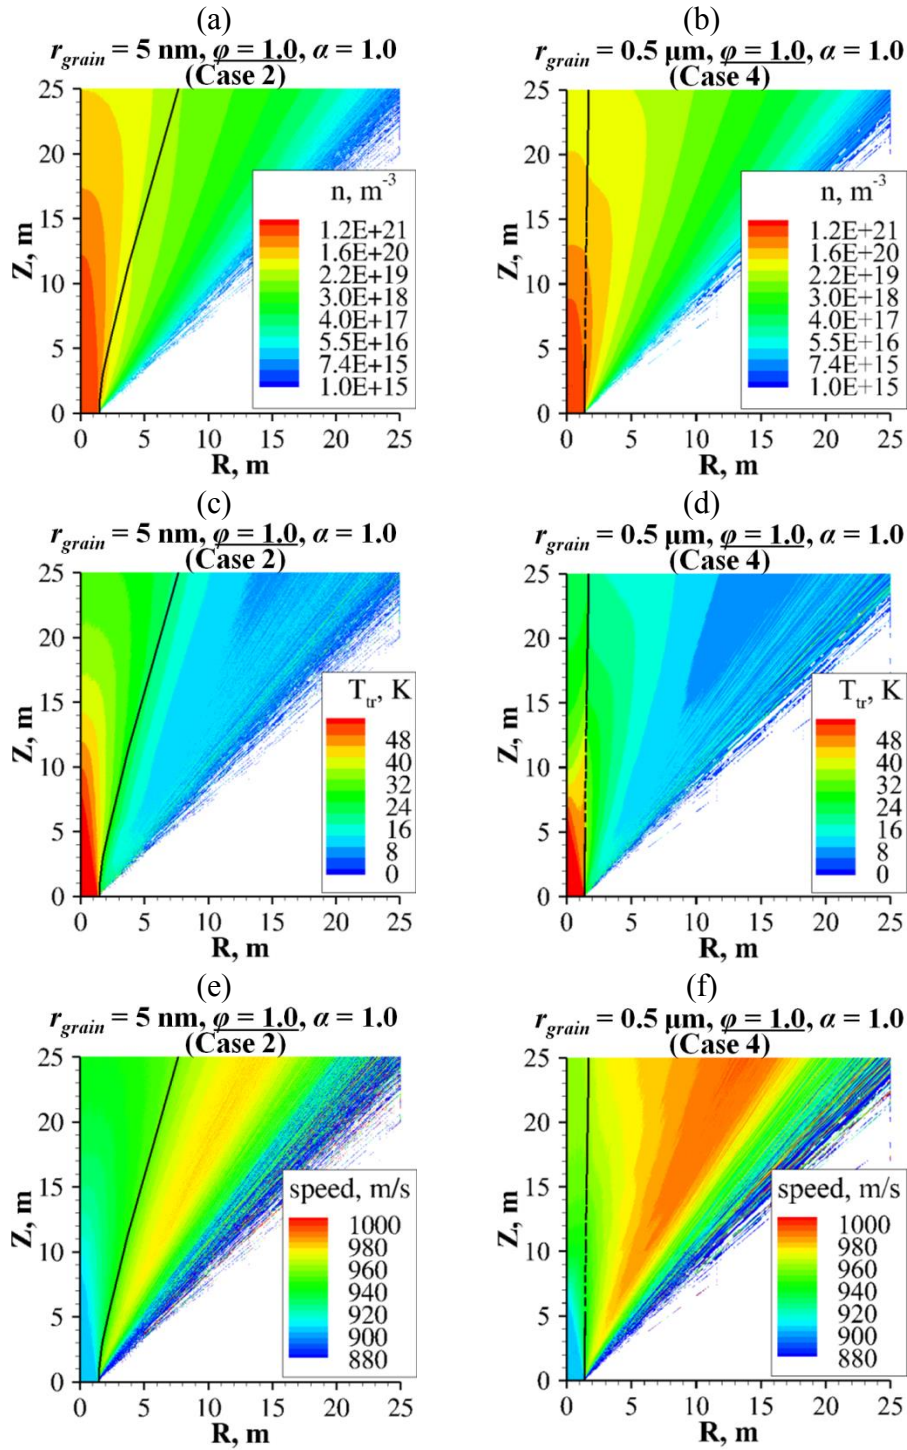 (a)
r_grain = 5 nm, φ = 1.0, α = 1.0
(Case 2)
25
20
15
10
5
0
Z, m
0 5 10 15 20 25
R, m
n, m⁻³
1.2E+21
1.6E+20
2.2E+19
3.0E+18
4.0E+17
5.5E+16
7.4E+15
1.0E+15
(b)
r_grain = 0.5 μm, φ = 1.0, α = 1.0
(Case 4)
25
20
15
10
5
0
Z, m
0 5 10 15 20 25
R, m
n, m⁻³
1.2E+21
1.6E+20
2.2E+19
3.0E+18
4.0E+17
5.5E+16
7.4E+15
1.0E+15
(c)
r_grain = 5 nm, φ = 1.0, α = 1.0
(Case 2)
25
20
15
10
5
0
Z, m
0 5 10 15 20 25
R, m
T_tr, K
48
40
32
24
16
8
0
(d)
r_grain = 0.5 μm, φ = 1.0, α = 1.0
(Case 4)
25
20
15
10
5
0
Z, m
0 5 10 15 20 25
R, m
T_tr, K
48
40
32
24
16
8
0
(e)
r_grain = 5 nm, φ = 1.0, α = 1.0
(Case 2)
25
20
15
10
5
0
Z, m
0 5 10 15 20 25
R, m
speed, m/s
1000
980
960
940
920
900
880
(f)
r_grain = 0.5 μm, φ = 1.0, α = 1.0
(Case 4)
25
20
15
10
5
0
Z, m
0 5 10 15 20 25
R, m
speed, m/s
1000
980
960
940
920
900
880